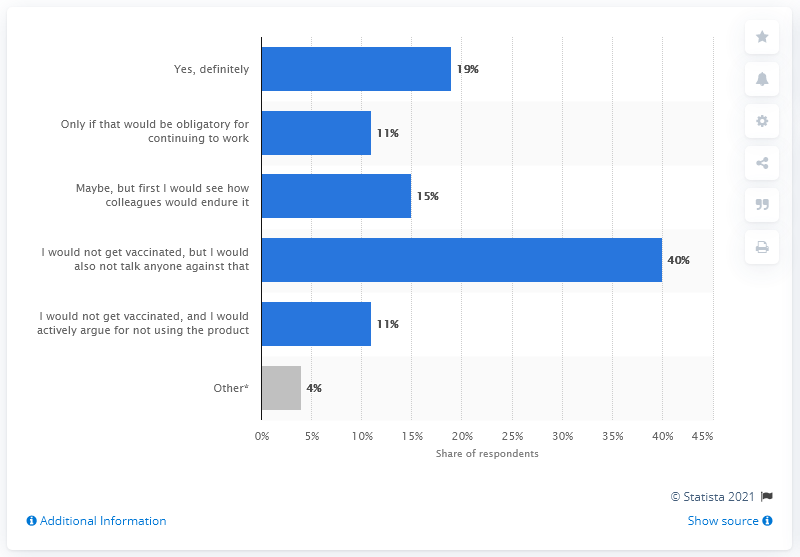 Yes, definitely
19%
Only if that would be obligatory for
continuing to work
11%
Maybe, but first I would see how
colleagues would endure it
15%
I would not get vaccinated, but I would
also not talk anyone against that
40%
I would not get vaccinated, and I would
actively argue for not using the product
11%
Other*
4%
0% 5% 10% 15% 20% 25% 30% 35% 40% 45%
Share of respondents
© Statista 2021
Additional Information
Show source